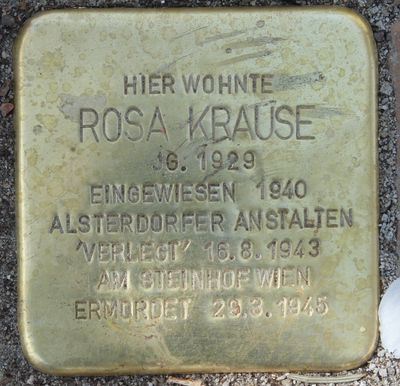 HIER WOHNTE
ROSA KRAUSE
JG. 1929
EINGEWIESEN 1940
ALSTERDORFER ANSTALTEN
'VERLEGT' 16.8.1943
AM STEINHOF WIEN
ERMORDET 29.3.1945